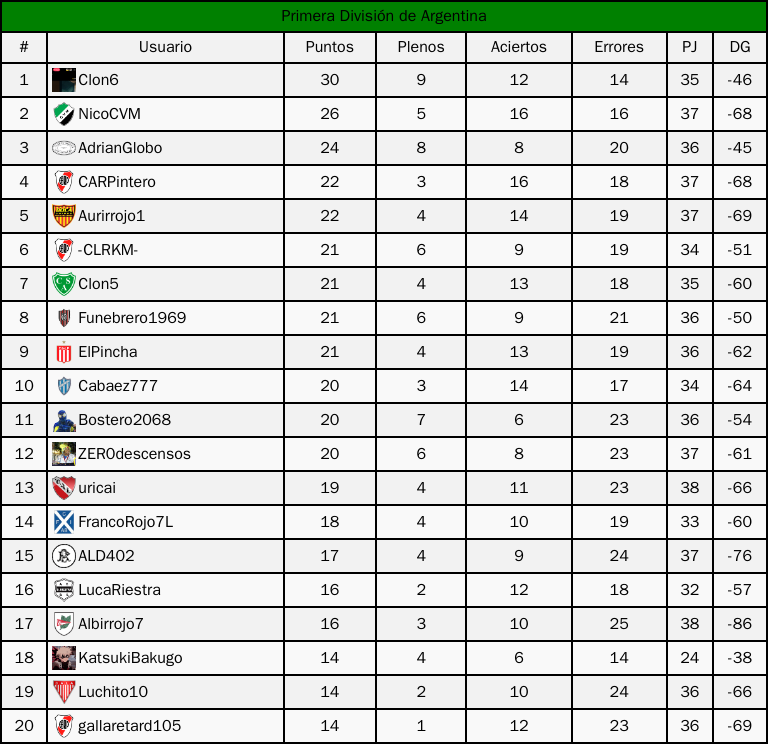 Primera División de Argentina
# Usuario Puntos Plenos Aciertos Errores PJ DG
1 Clon6 30 9 12 14 35 -46
2 NicoCVM 26 5 16 16 37 -68
3 AdrianGlobo 24 8 8 20 36 -45
4 CARPintero 22 3 16 18 37 -68
5 Aurirrojo1 22 4 14 19 37 -69
6 -CLRKM- 21 6 9 19 34 -51
7 Clon5 21 4 13 18 35 -60
8 Funebrero1969 21 6 9 21 36 -50
9 ElPincha 21 4 13 19 36 -62
10 Cabaez777 20 3 14 17 34 -64
11 Bostero2068 20 7 6 23 36 -54
12 ZEROdescensos 20 6 8 23 37 -61
13 uricai 19 4 11 23 38 -66
14 FrancoRojo7L 18 4 10 19 33 -60
15 ALD402 17 4 9 24 37 -76
16 LucaRiestra 16 2 12 18 32 -57
17 Albirrojo7 16 3 10 25 38 -86
18 KatsukiBakugo 14 4 6 14 24 -38
19 Luchito10 14 2 10 24 36 -66
20 gallaretard105 14 1 12 23 36 -69